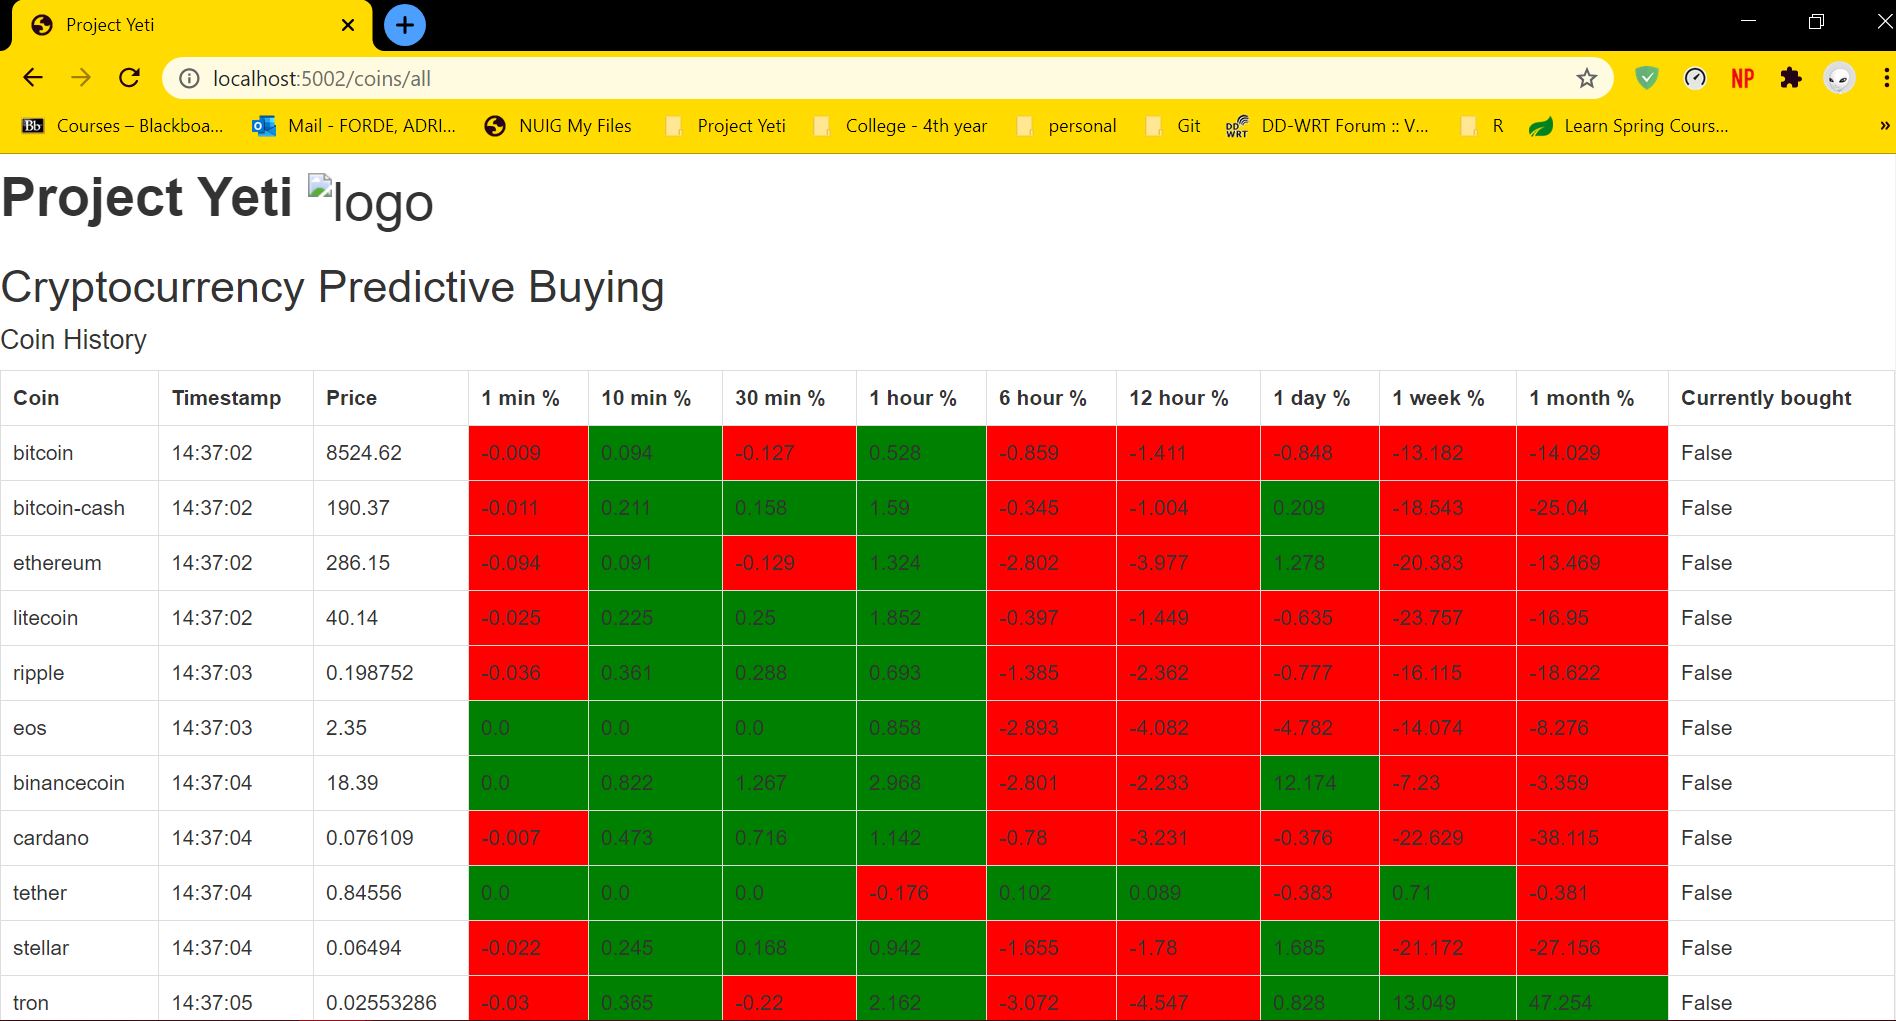 Project Yeti
localhost:5002/coins/all
NP
Bb Courses – Blackboa... Mail - FORDE, ADRI... NUIG My Files Project Yeti College - 4th year personal Git DD-WRT DD-WRT Forum :: V... R Learn Spring Cours... »
Project Yeti logo
Cryptocurrency Predictive Buying
Coin History
Coin Timestamp Price 1 min % 10 min % 30 min % 1 hour % 6 hour % 12 hour % 1 day % 1 week % 1 month % Currently bought
bitcoin 14:37:02 8524.62 -0.009 0.094 -0.127 0.528 -0.859 -1.411 -0.848 -13.182 -14.029 False
bitcoin-cash 14:37:02 190.37 -0.011 0.211 0.158 1.59 -0.345 -1.004 0.209 -18.543 -25.04 False
ethereum 14:37:02 286.15 -0.094 0.091 -0.129 1.324 -2.802 -3.977 1.278 -20.383 -13.469 False
litecoin 14:37:02 40.14 -0.025 0.225 0.25 1.852 -0.397 -1.449 -0.635 -23.757 -16.95 False
ripple 14:37:03 0.198752 -0.036 0.361 0.288 0.693 -1.385 -2.362 -0.777 -16.115 -18.622 False
eos 14:37:03 2.35 0.0 0.0 0.0 0.858 -2.893 -4.082 -4.782 -14.074 -8.276 False
binancecoin 14:37:04 18.39 0.0 0.822 1.267 2.968 -2.801 -2.233 12.174 -7.23 -3.359 False
cardano 14:37:04 0.076109 -0.007 0.473 0.716 1.142 -0.78 -3.231 -0.376 -22.629 -38.115 False
tether 14:37:04 0.84556 0.0 0.0 0.0 -0.176 0.102 0.089 -0.383 0.71 -0.381 False
stellar 14:37:04 0.06494 -0.022 0.245 0.168 0.942 -1.655 -1.78 1.685 -21.172 -27.156 False
tron 14:37:05 0.02553286 -0.03 0.365 -0.22 2.162 -3.072 -4.547 0.828 13.049 47.254 False